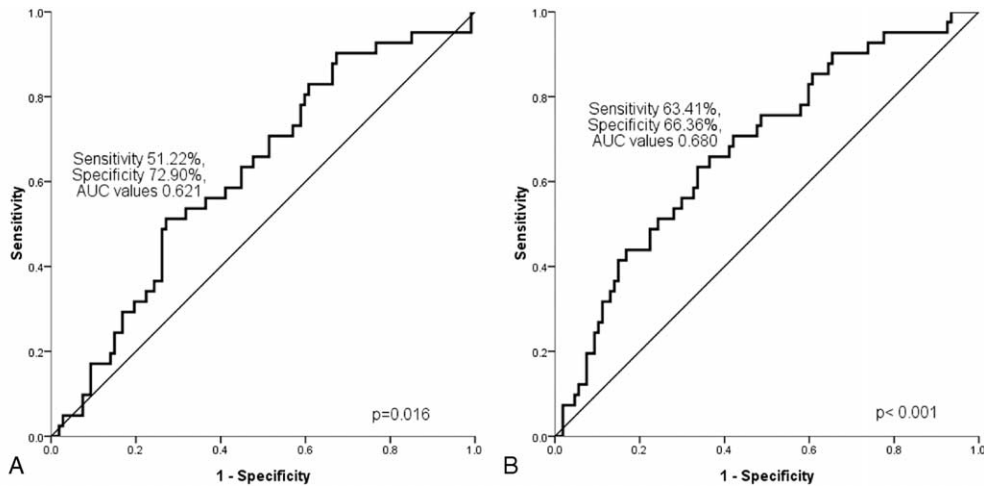 1.0
0.8
0.6
0.4
0.2
0.0
Sensitivity
Sensitivity 51.22%,
Specificity 72.90%,
AUC values 0.621
p=0.016
0.0 0.2 0.4 0.6 0.8 1.0
1 - Specificity
A
1.0
0.8
0.6
0.4
0.2
0.0
Sensitivity
Sensitivity 63.41%,
Specificity 66.36%,
AUC values 0.680
p< 0.001
0.0 0.2 0.4 0.6 0.8 1.0
1 - Specificity
B